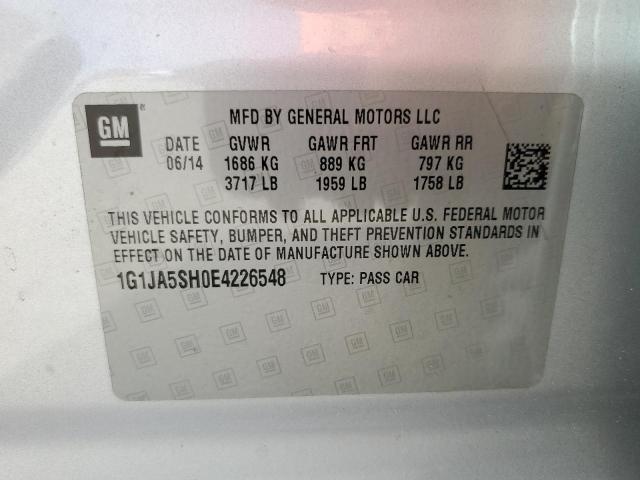 GM ® MFD BY GENERAL MOTORS LLC
DATE GVWR GAWR FRT GAWR RR
06/14 1686 KG 889 KG 797 KG
3717 LB 1959 LB 1758 LB
THIS VEHICLE CONFORMS TO ALL APPLICABLE U.S. FEDERAL MOTOR
VEHICLE SAFETY, BUMPER, AND THEFT PREVENTION STANDARDS IN
EFFECT ON THE DATE OF MANUFACTURE SHOWN ABOVE.
1G1JA5SH0E4226548 TYPE: PASS CAR